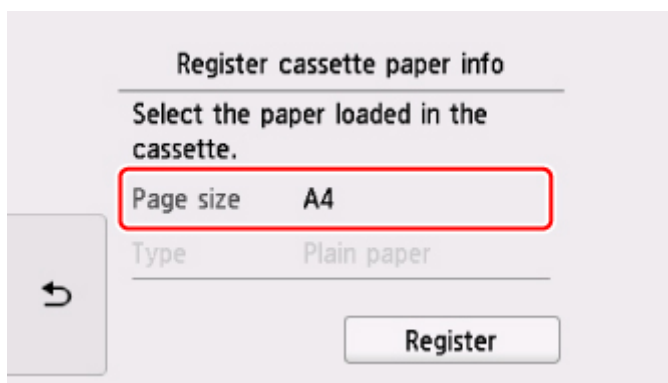 Register cassette paper info
Select the paper loaded in the
cassette.
Page size A4
Type Plain paper
Register